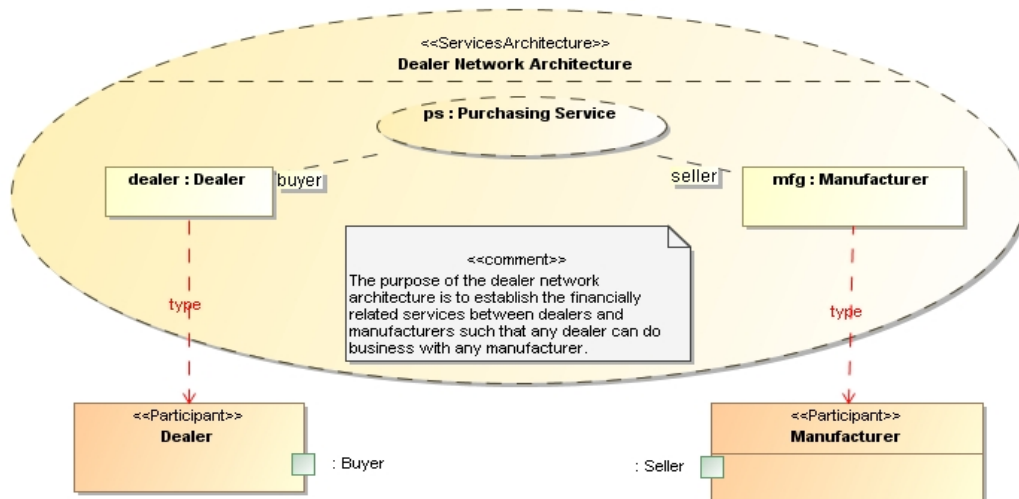 <<ServicesArchitecture>>
Dealer Network Architecture
ps : Purchasing Service
dealer : Dealer
buyer
seller
mfg : Manufacturer
<<comment>>
The purpose of the dealer network
architecture is to establish the financially
related services between dealers and
manufacturers such that any dealer can do
business with any manufacturer.
type
type
<<Participant>>
Dealer
: Buyer
: Seller
<<Participant>>
Manufacturer